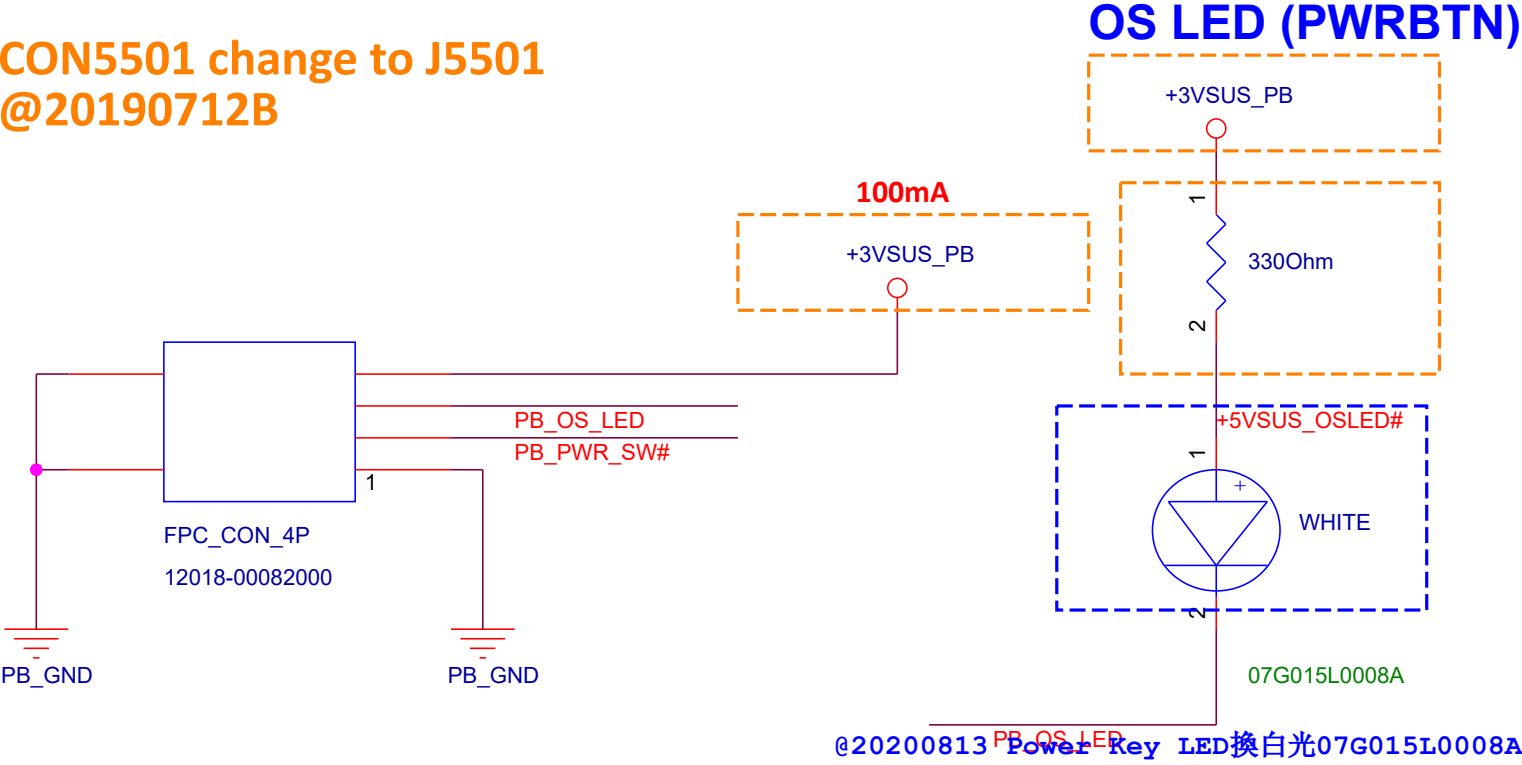 OS LED (PWRBTN)
CON5501 change to J5501
@20190712B
+3VSUS_PB
100mA
+3VSUS_PB
1
330Ohm
2
PB_OS_LED
PB_PWR_SW#
1
FPC_CON_4P
12018-00082000
PB_GND
PB_GND
+5VSUS_OSLED#
1
+
WHITE
2
07G015L0008A
PB_OS_LED
@20200813 Power Key LED換白光07G015L0008A